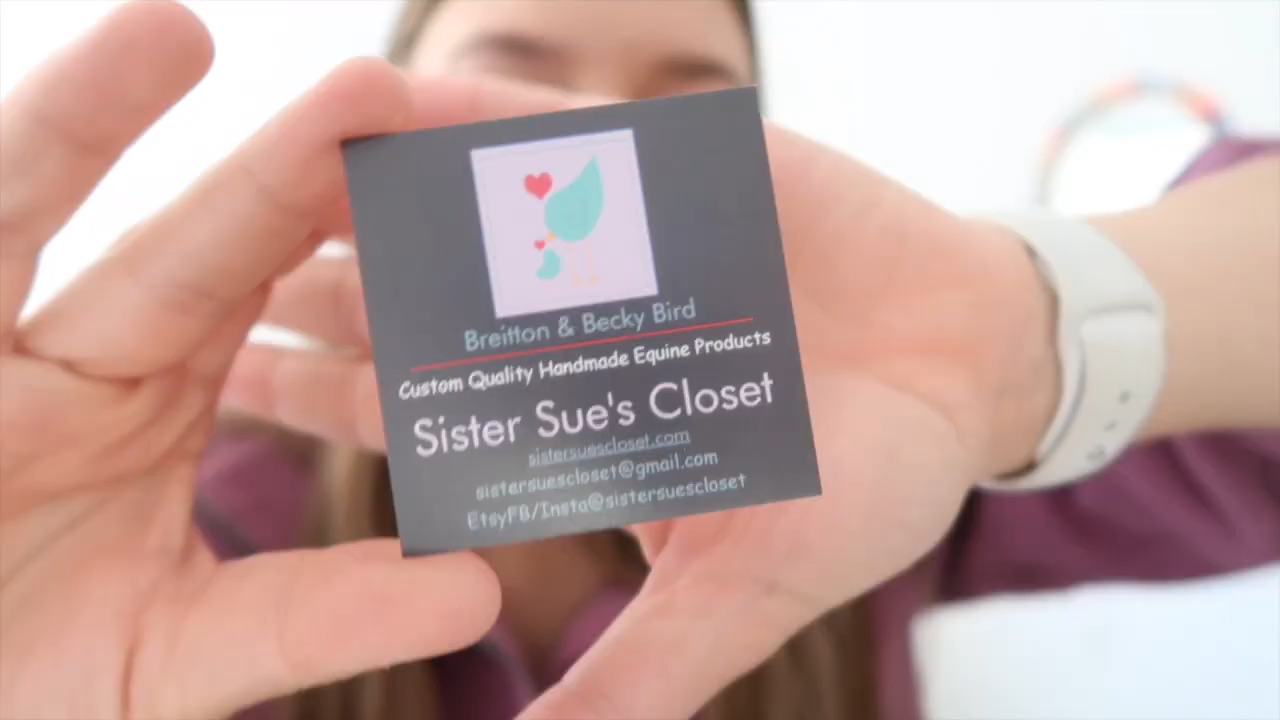 Breitton & Becky Bird
Custom Quality Handmade Equine Products
Sister Sue's Closet
sistersuescloset.com
sistersuescloset@gmail.com
EtsyFB/Insta@sistersuescloset